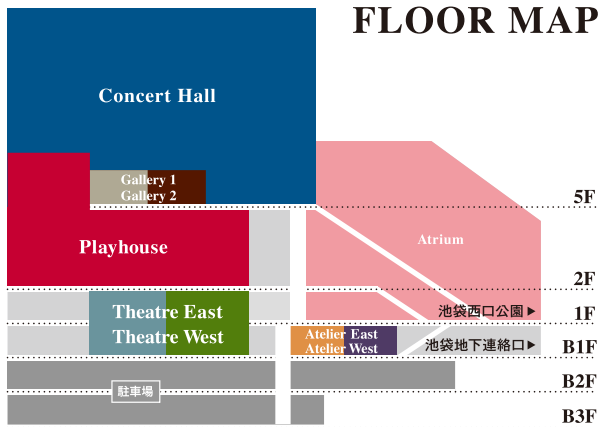 FLOOR MAP
Concert Hall
Gallery 1
Gallery 2
5F
Playhouse
Atrium
2F
Theatre East
Theatre West
池袋西口公園▶
1F
Atelier East
Atelier West
池袋地下連絡口▶
B1F
B2F
駐車場
B3F